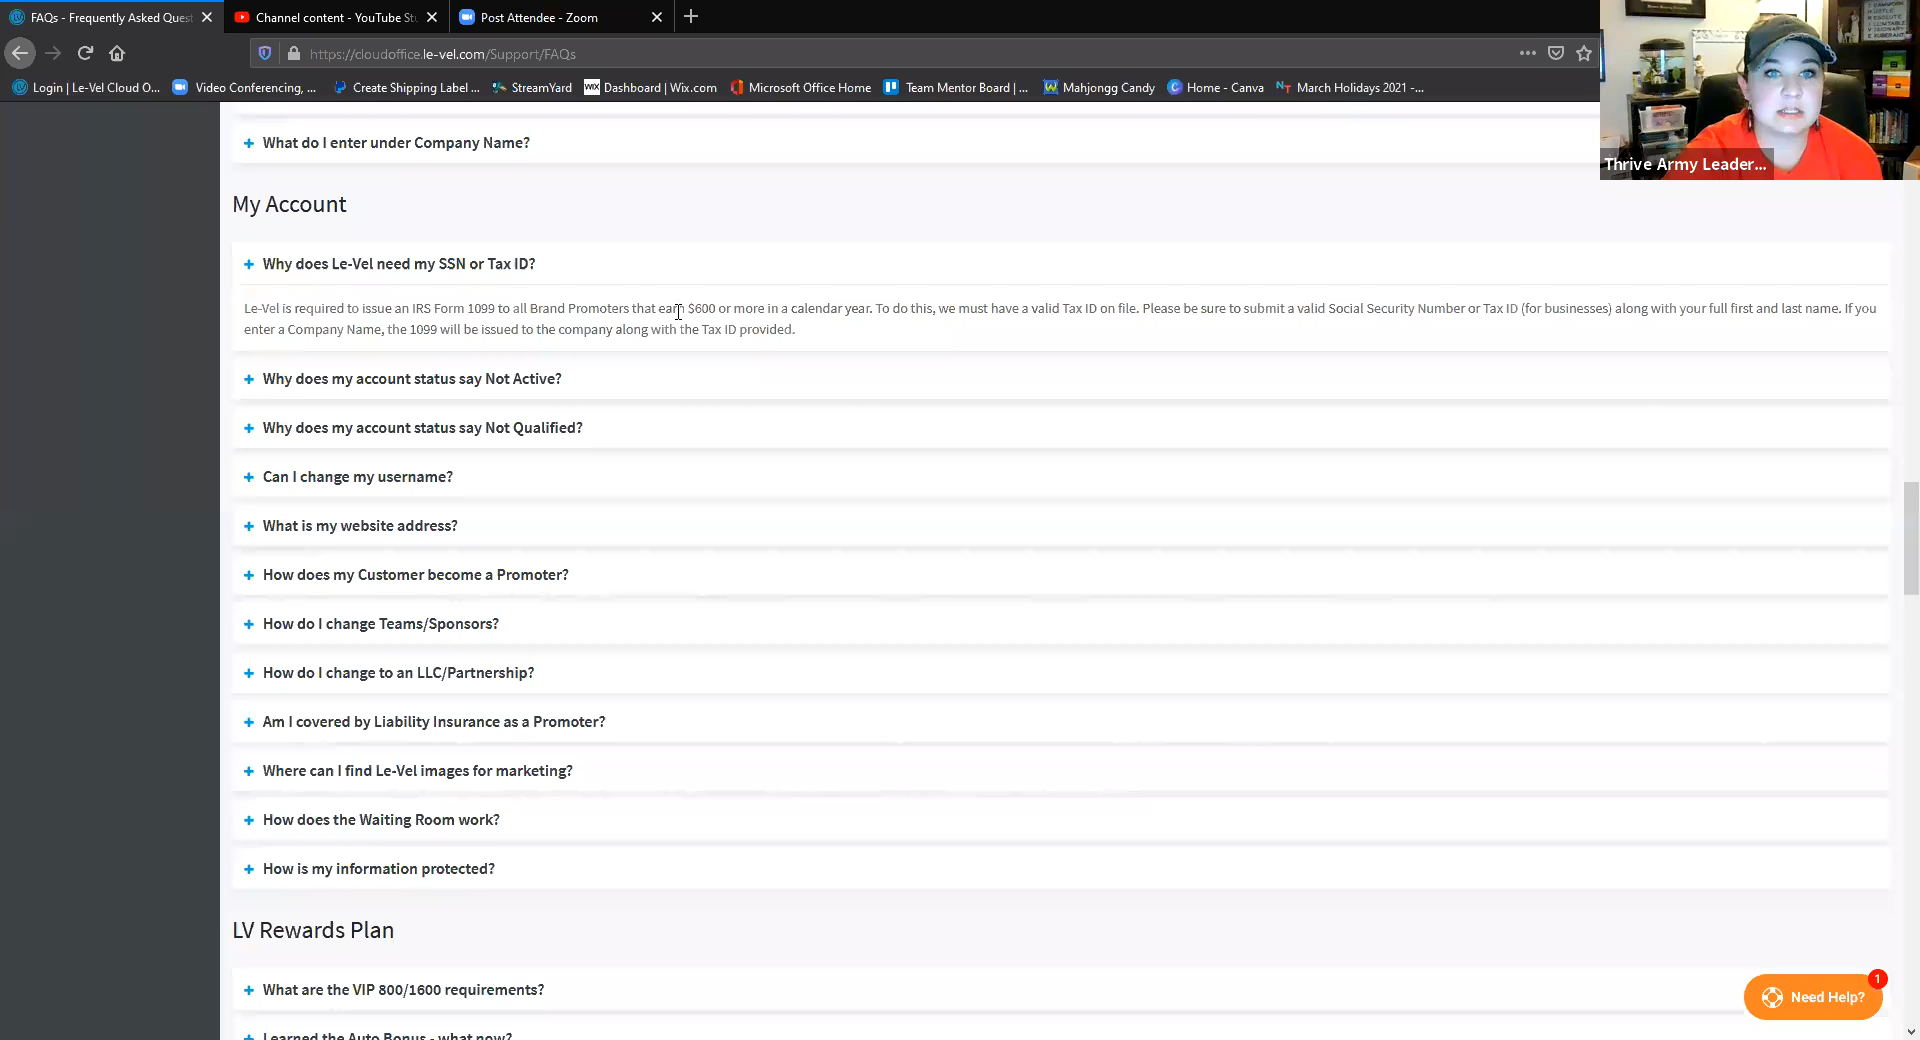 FAQs - Frequently Asked Quest
Channel content - YouTube St
Post Attendee - Zoom
https://cloudoffice.le-vel.com/Support/FAQs
Login | Le-Vel Cloud O...
Video Conferencing, ...
Create Shipping Label ...
StreamYard
WIX Dashboard | Wix.com
Microsoft Office Home
Team Mentor Board | ...
Mahjongg Candy
C Home - Canva
NT March Holidays 2021 -...
Thrive Army Leader...
What do I enter under Company Name?
My Account
Why does Le-Vel need my SSN or Tax ID?
Le-Vel is required to issue an IRS Form 1099 to all Brand Promoters that earn $600 or more in a calendar year. To do this, we must have a valid Tax ID on file. Please be sure to submit a valid Social Security Number or Tax ID (for businesses) along with your full first and last name. If you
enter a Company Name, the 1099 will be issued to the company along with the Tax ID provided.
Why does my account status say Not Active?
Why does my account status say Not Qualified?
Can I change my username?
What is my website address?
How does my Customer become a Promoter?
How do I change Teams/Sponsors?
How do I change to an LLC/Partnership?
Am I covered by Liability Insurance as a Promoter?
Where can I find Le-Vel images for marketing?
How does the Waiting Room work?
How is my information protected?
LV Rewards Plan
What are the VIP 800/1600 requirements?
I earned the Auto Bonus - what now?
1
Need Help?